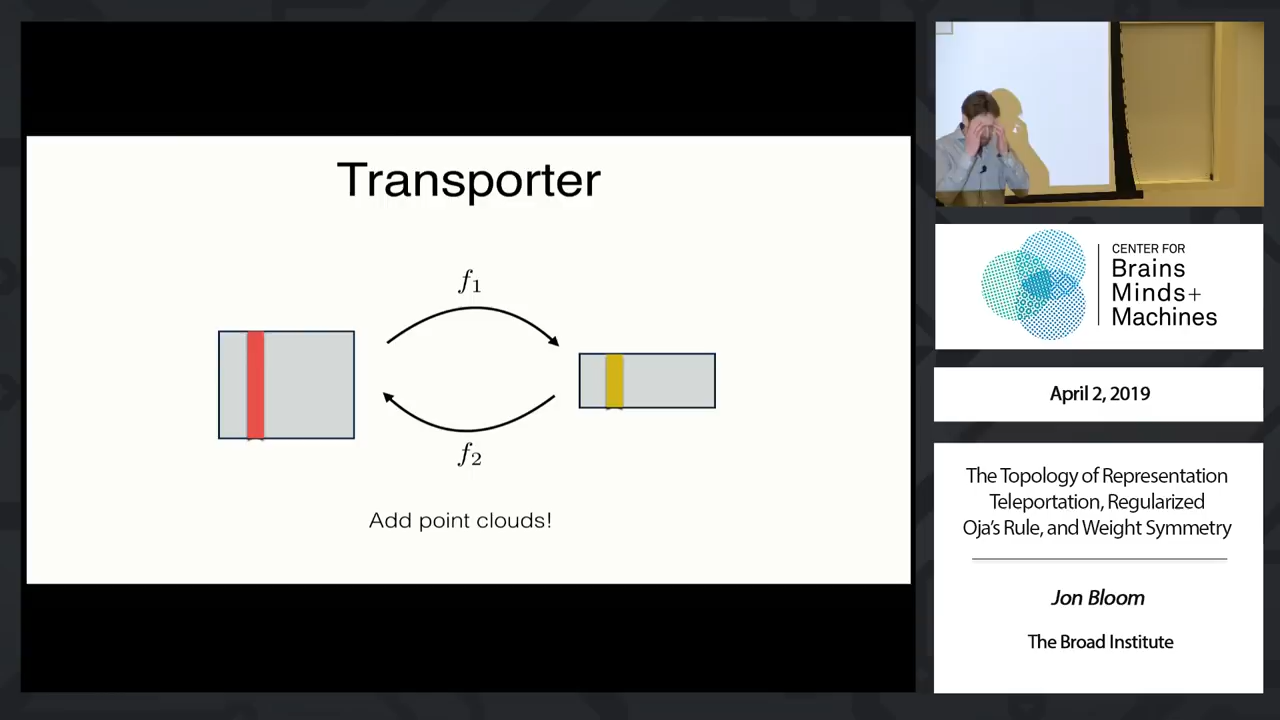 Transporter
f1
f2
Add point clouds!
CENTER FOR
Brains
Minds+
Machines
April 2, 2019
The Topology of Representation
Teleportation, Regularized
Oja's Rule, and Weight Symmetry
Jon Bloom
The Broad Institute